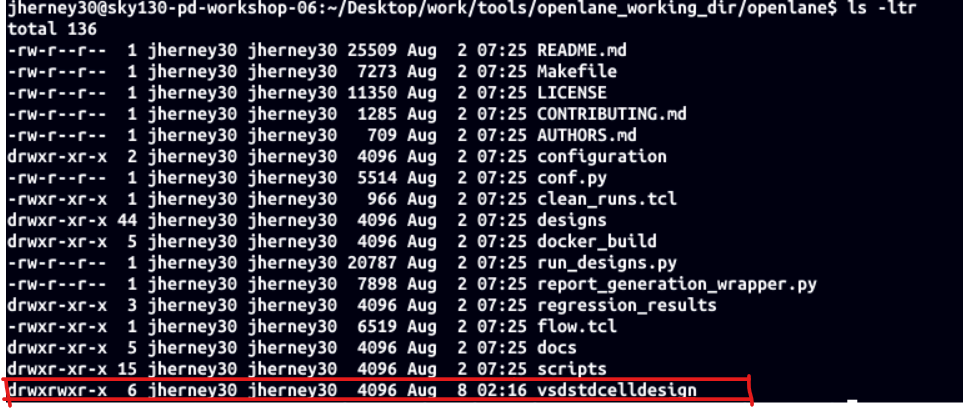 jherney30@sky130-pd-workshop-06:~/Desktop/work/tools/openlane_working_dir/openlane$ ls -ltr
total 136
-rw-r--r--  1 jherney30 jherney30 25509 Aug  2 07:25 README.md
-rw-r--r--  1 jherney30 jherney30  7273 Aug  2 07:25 Makefile
-rw-r--r--  1 jherney30 jherney30 11350 Aug  2 07:25 LICENSE
-rw-r--r--  1 jherney30 jherney30  1285 Aug  2 07:25 CONTRIBUTING.md
-rw-r--r--  1 jherney30 jherney30   709 Aug  2 07:25 AUTHORS.md
drwxr-xr-x  2 jherney30 jherney30  4096 Aug  2 07:25 configuration
-rw-r--r--  1 jherney30 jherney30  5514 Aug  2 07:25 conf.py
-rwxr-xr-x  1 jherney30 jherney30   966 Aug  2 07:25 clean_runs.tcl
drwxr-xr-x 44 jherney30 jherney30  4096 Aug  2 07:25 designs
drwxr-xr-x  5 jherney30 jherney30  4096 Aug  2 07:25 docker_build
-rw-r--r--  1 jherney30 jherney30 20787 Aug  2 07:25 run_designs.py
-rw-r--r--  1 jherney30 jherney30  7898 Aug  2 07:25 report_generation_wrapper.py
drwxr-xr-x  3 jherney30 jherney30  4096 Aug  2 07:25 regression_results
-rwxr-xr-x  1 jherney30 jherney30  6519 Aug  2 07:25 flow.tcl
drwxr-xr-x  5 jherney30 jherney30  4096 Aug  2 07:25 docs
drwxr-xr-x 15 jherney30 jherney30  4096 Aug  2 07:25 scripts
drwxrwxr-x  6 jherney30 jherney30  4096 Aug  8 02:16 vsdstdcelldesign